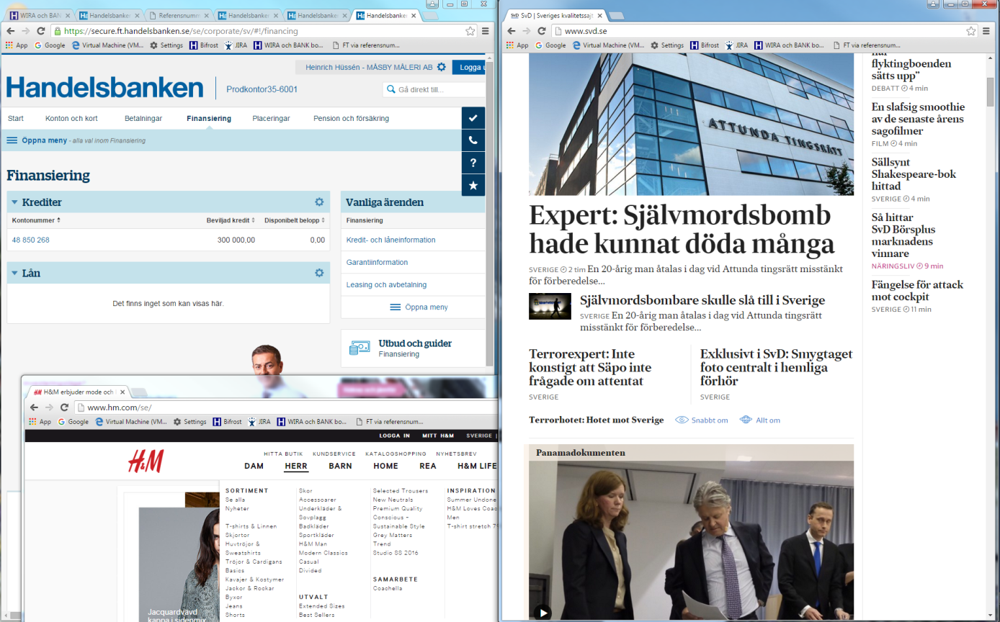 WIRA och BAN
Handelsbanken
Referensnumm
Handelsbanken
Handelsbanken
Handelsbanken
https://secure.ft.handelsbanken.se/se/corporate/sv/#!/financing
App Google Virtual Machine (VM... Settings Bifrost JIRA WIRA och BANK bo... FT via referensnum...
Heinrich Hüssén - MÅSBY MÅLERI AB
Logga u
Handelsbanken
Prodkontor35-6001
Gå direkt till...
Start Konton och kort Betalningar Finansiering Placeringar Pension och försäkring
Öppna meny - alla val inom Finansiering
Finansiering
Krediter
Kontonummer Beviljad kredit Disponibelt belopp
48 850 268 300 000,00 0,00
Lån
Det finns inget som kan visas här.
Vanliga ärenden
Finansiering
Kredit- och låneinformation
Garantiinformation
Leasing och avbetalning
Öppna meny
Utbud och guider
Finansiering
H&M erbjuder mode och
www.hm.com/se/
App Google Virtual Machine (VM... Settings Bifrost JIRA WIRA och BANK bo... FT via referensnum...
LOGGA IN MITT H&M SVERIGE |
H&M
HITTA BUTIK KUNDSERVICE KATALOGSHOPPING NYHETSBREV
DAM HERR BARN HOME REA H&M LIFE
SORTIMENT
Se alla
Nyheter
T-shirts & Linnen
Skjortor
Huvtröjor &
Sweatshirts
Tröjor & Cardigans
Basics
Kavajer & Kostymer
Jackor & Rockar
Byxor
Jeans
Shorts
Skor
Accessoarer
Underkläder &
Sovplagg
Badkläder
Sportkläder
H&M Man
Modern Classics
Casual
Divided
UTVALT
Extended Sizes
Best Sellers
Selected Trousers
New Neutrals
Premium Quality
Conscious -
Sustainable Style
Grey Matters
Trend
Studio SS 2016
SAMARBETE
Coachella
INSPIRATION
Summer Undone
H&M Loves Coac
Men
T-shirt stretch 7
Jacquardvävd
kappa i sidenmix
SvD | Sveriges kvalitetssajt
www.svd.se
App Google Virtual Machine (VM... Settings Bifrost JIRA WIRA och BANK bo... FT via referensnum...
ATTUNDA TINGSRÄTT
Expert: Självmordsbomb
hade kunnat döda många
SVERIGE 2 tim En 20-årig man åtalas i dag vid Attunda tingsrätt misstänkt
för förberedelse...
Självmordsbombare skulle slå till i Sverige
SVERIGE En 20-årig man åtalas i dag vid Attunda tingsrätt
misstänkt för förberedelse...
Terrorexpert: Inte
konstigt att Säpo inte
frågade om attentat
SVERIGE
Exklusivt i SvD: Smygtaget
foto centralt i hemliga
förhör
SVERIGE
Terrorhotet: Hotet mot Sverige Snabbt om Allt om
Panamadokumenten
när
flyktingboenden
sätts upp”
DEBATT 4 min
En slafsig smoothie
av de senaste årens
sagofilmer
FILM 4 min
Sällsynt
Shakespeare-bok
hittad
SVERIGE 4 min
Så hittar
SvD Börsplus
marknadens
vinnare
NÄRINGSLIV 9 min
Fängelse för attack
mot cockpit
SVERIGE 11 min